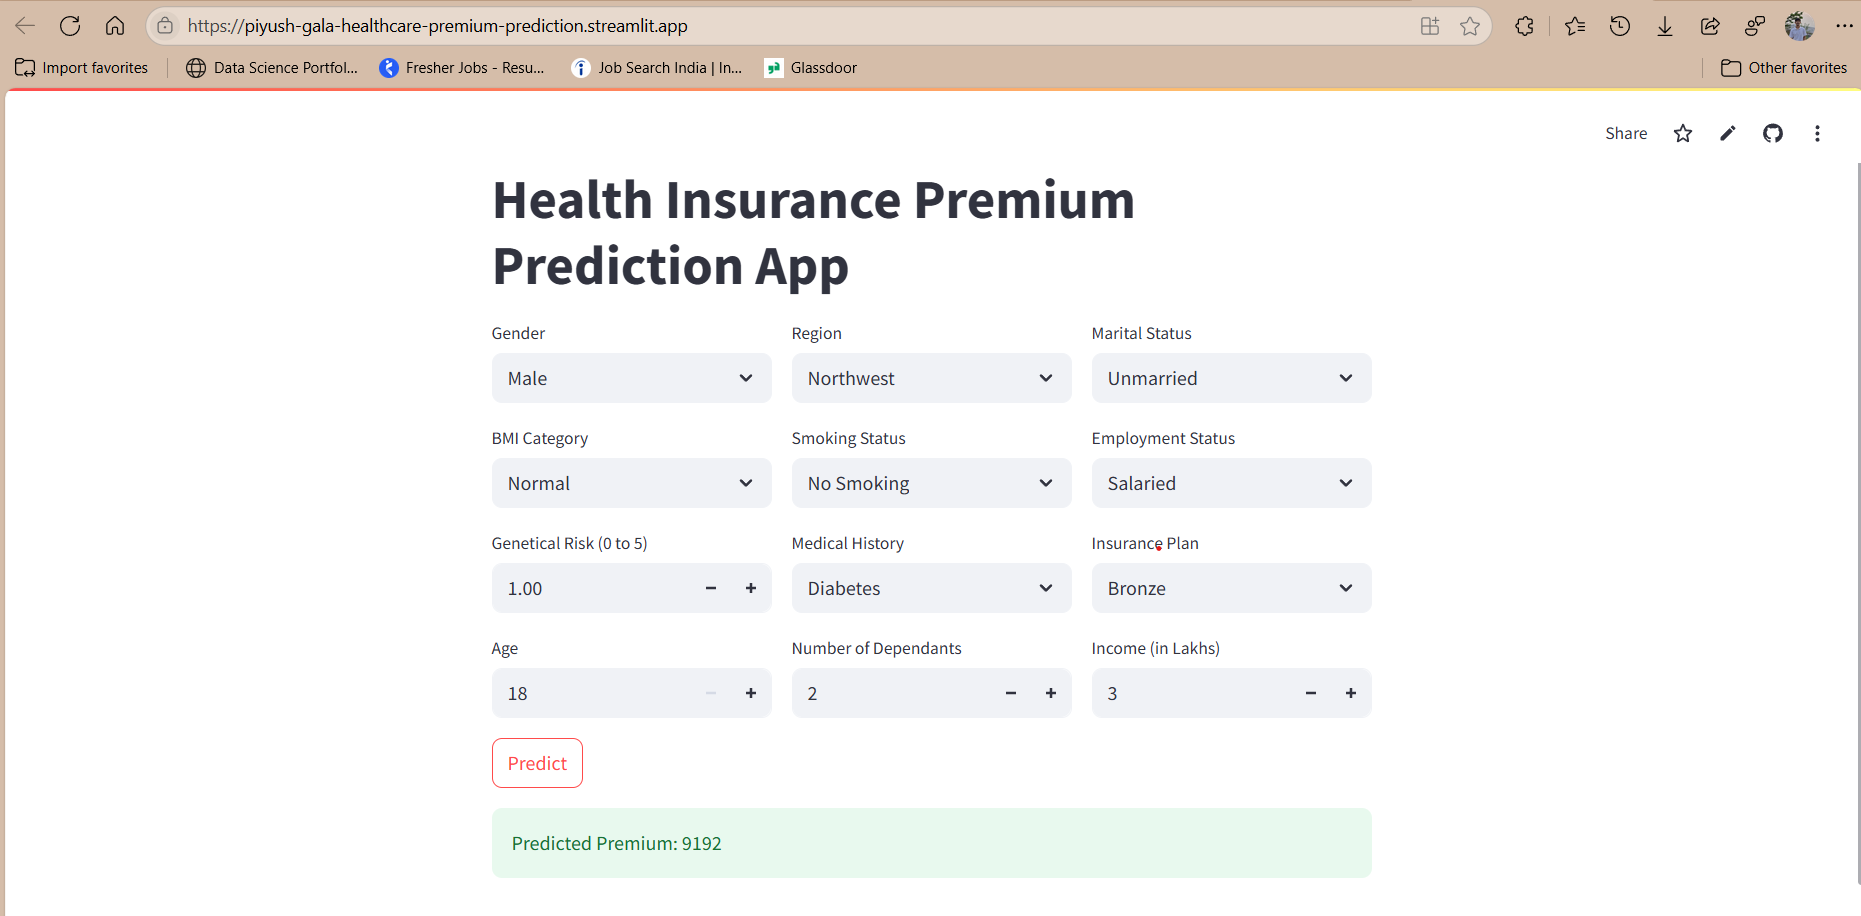 https://piyush-gala-healthcare-premium-prediction.streamlit.app
Import favorites
Data Science Portfol...
Fresher Jobs - Resu...
Job Search India | In...
Glassdoor
Other favorites
Share
Health Insurance Premium
Prediction App
Gender
Region
Marital Status
Male
Northwest
Unmarried
BMI Category
Smoking Status
Employment Status
Normal
No Smoking
Salaried
Genetical Risk (0 to 5)
Medical History
Insurance Plan
1.00
Diabetes
Bronze
Age
Number of Dependants
Income (in Lakhs)
18
2
3
Predict
Predicted Premium: 9192